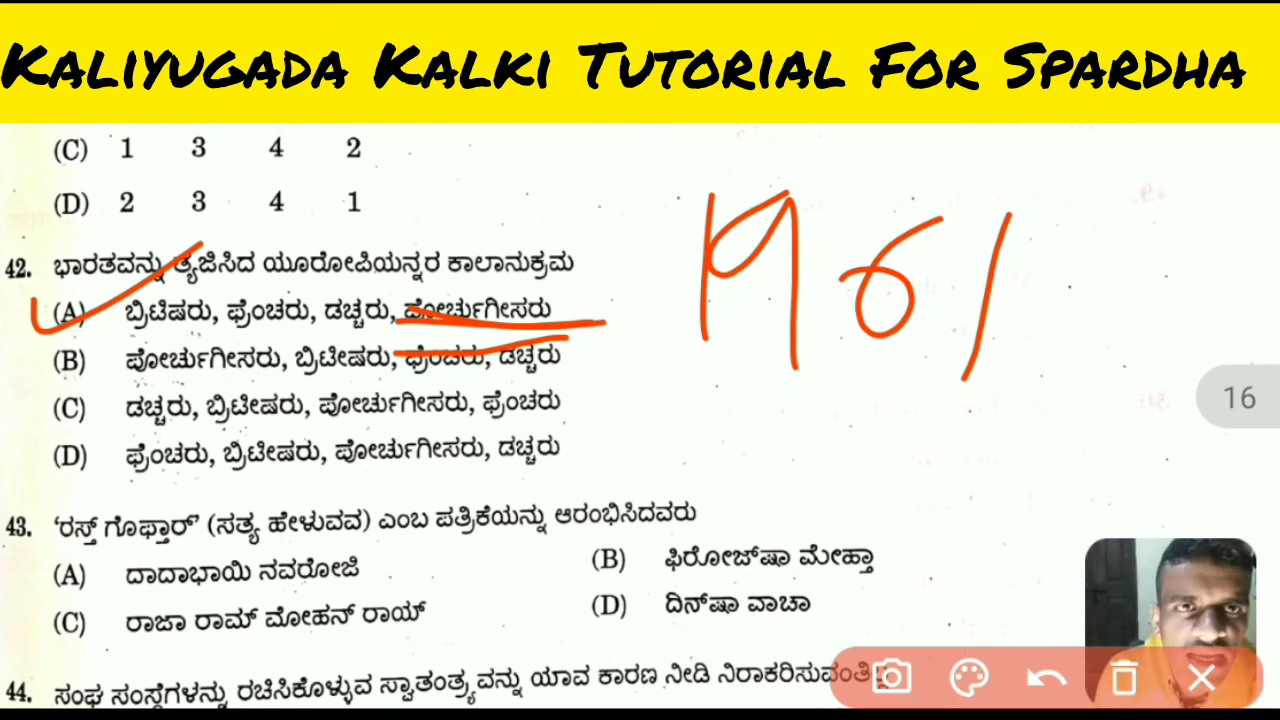 KALIYUGADA KALKI TUTORIAL FOR SPARDHA
(C) 1 3 4 2
(D) 2 3 4 1
42. ಭಾರತವನ್ನು ತ್ಯಜಿಸಿದ ಯೂರೋಪಿಯನ್ನರ ಕಾಲಾನುಕ್ರಮ
(A) ಬ್ರಿಟಿಷರು, ಫ್ರೆಂಚರು, ಡಚ್ಚರು, ಪೋರ್ಚುಗೀಸರು
(B) ಪೋರ್ಚುಗೀಸರು, ಬ್ರಿಟೀಷರು, ಫ್ರೆಂಚರು, ಡಚ್ಚರು
(C) ಡಚ್ಚರು, ಬ್ರಿಟೀಷರು, ಪೋರ್ಚುಗೀಸರು, ಫ್ರೆಂಚರು
(D) ಫ್ರೆಂಚರು, ಬ್ರಿಟೀಷರು, ಪೋರ್ಚುಗೀಸರು, ಡಚ್ಚರು
1961
16
43. 'ರಸ್ತ್ ಗೊಫ್ತಾರ್' (ಸತ್ಯ ಹೇಳುವವ) ಎಂಬ ಪತ್ರಿಕೆಯನ್ನು ಆರಂಭಿಸಿದವರು
(A) ದಾದಾಭಾಯಿ ನವರೋಜಿ (B) ಫಿರೋಜ್‌ಷಾ ಮೇಹ್ತಾ
(C) ರಾಜಾ ರಾಮ್ ಮೋಹನ್ ರಾಯ್ (D) ದಿನ್‌ಷಾ ವಾಚಾ
44. ಸಂಘ ಸಂಸ್ಥೆಗಳನ್ನು ರಚಿಸಿಕೊಳ್ಳುವ ಸ್ವಾತಂತ್ರ್ಯವನ್ನು ಯಾವ ಕಾರಣ ನೀಡಿ